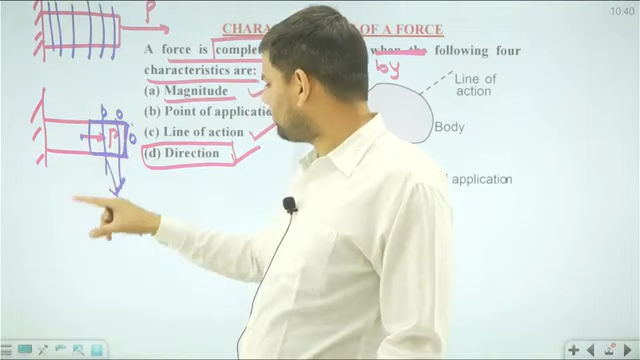 10:40
P
CHARA OF A FORCE
A force is comple when the following four
by
characteristics are:
(a) Magnitude
Line of
action
(b) Point of applicatio
Body
(c) Line of action
P
(d) Direction
application